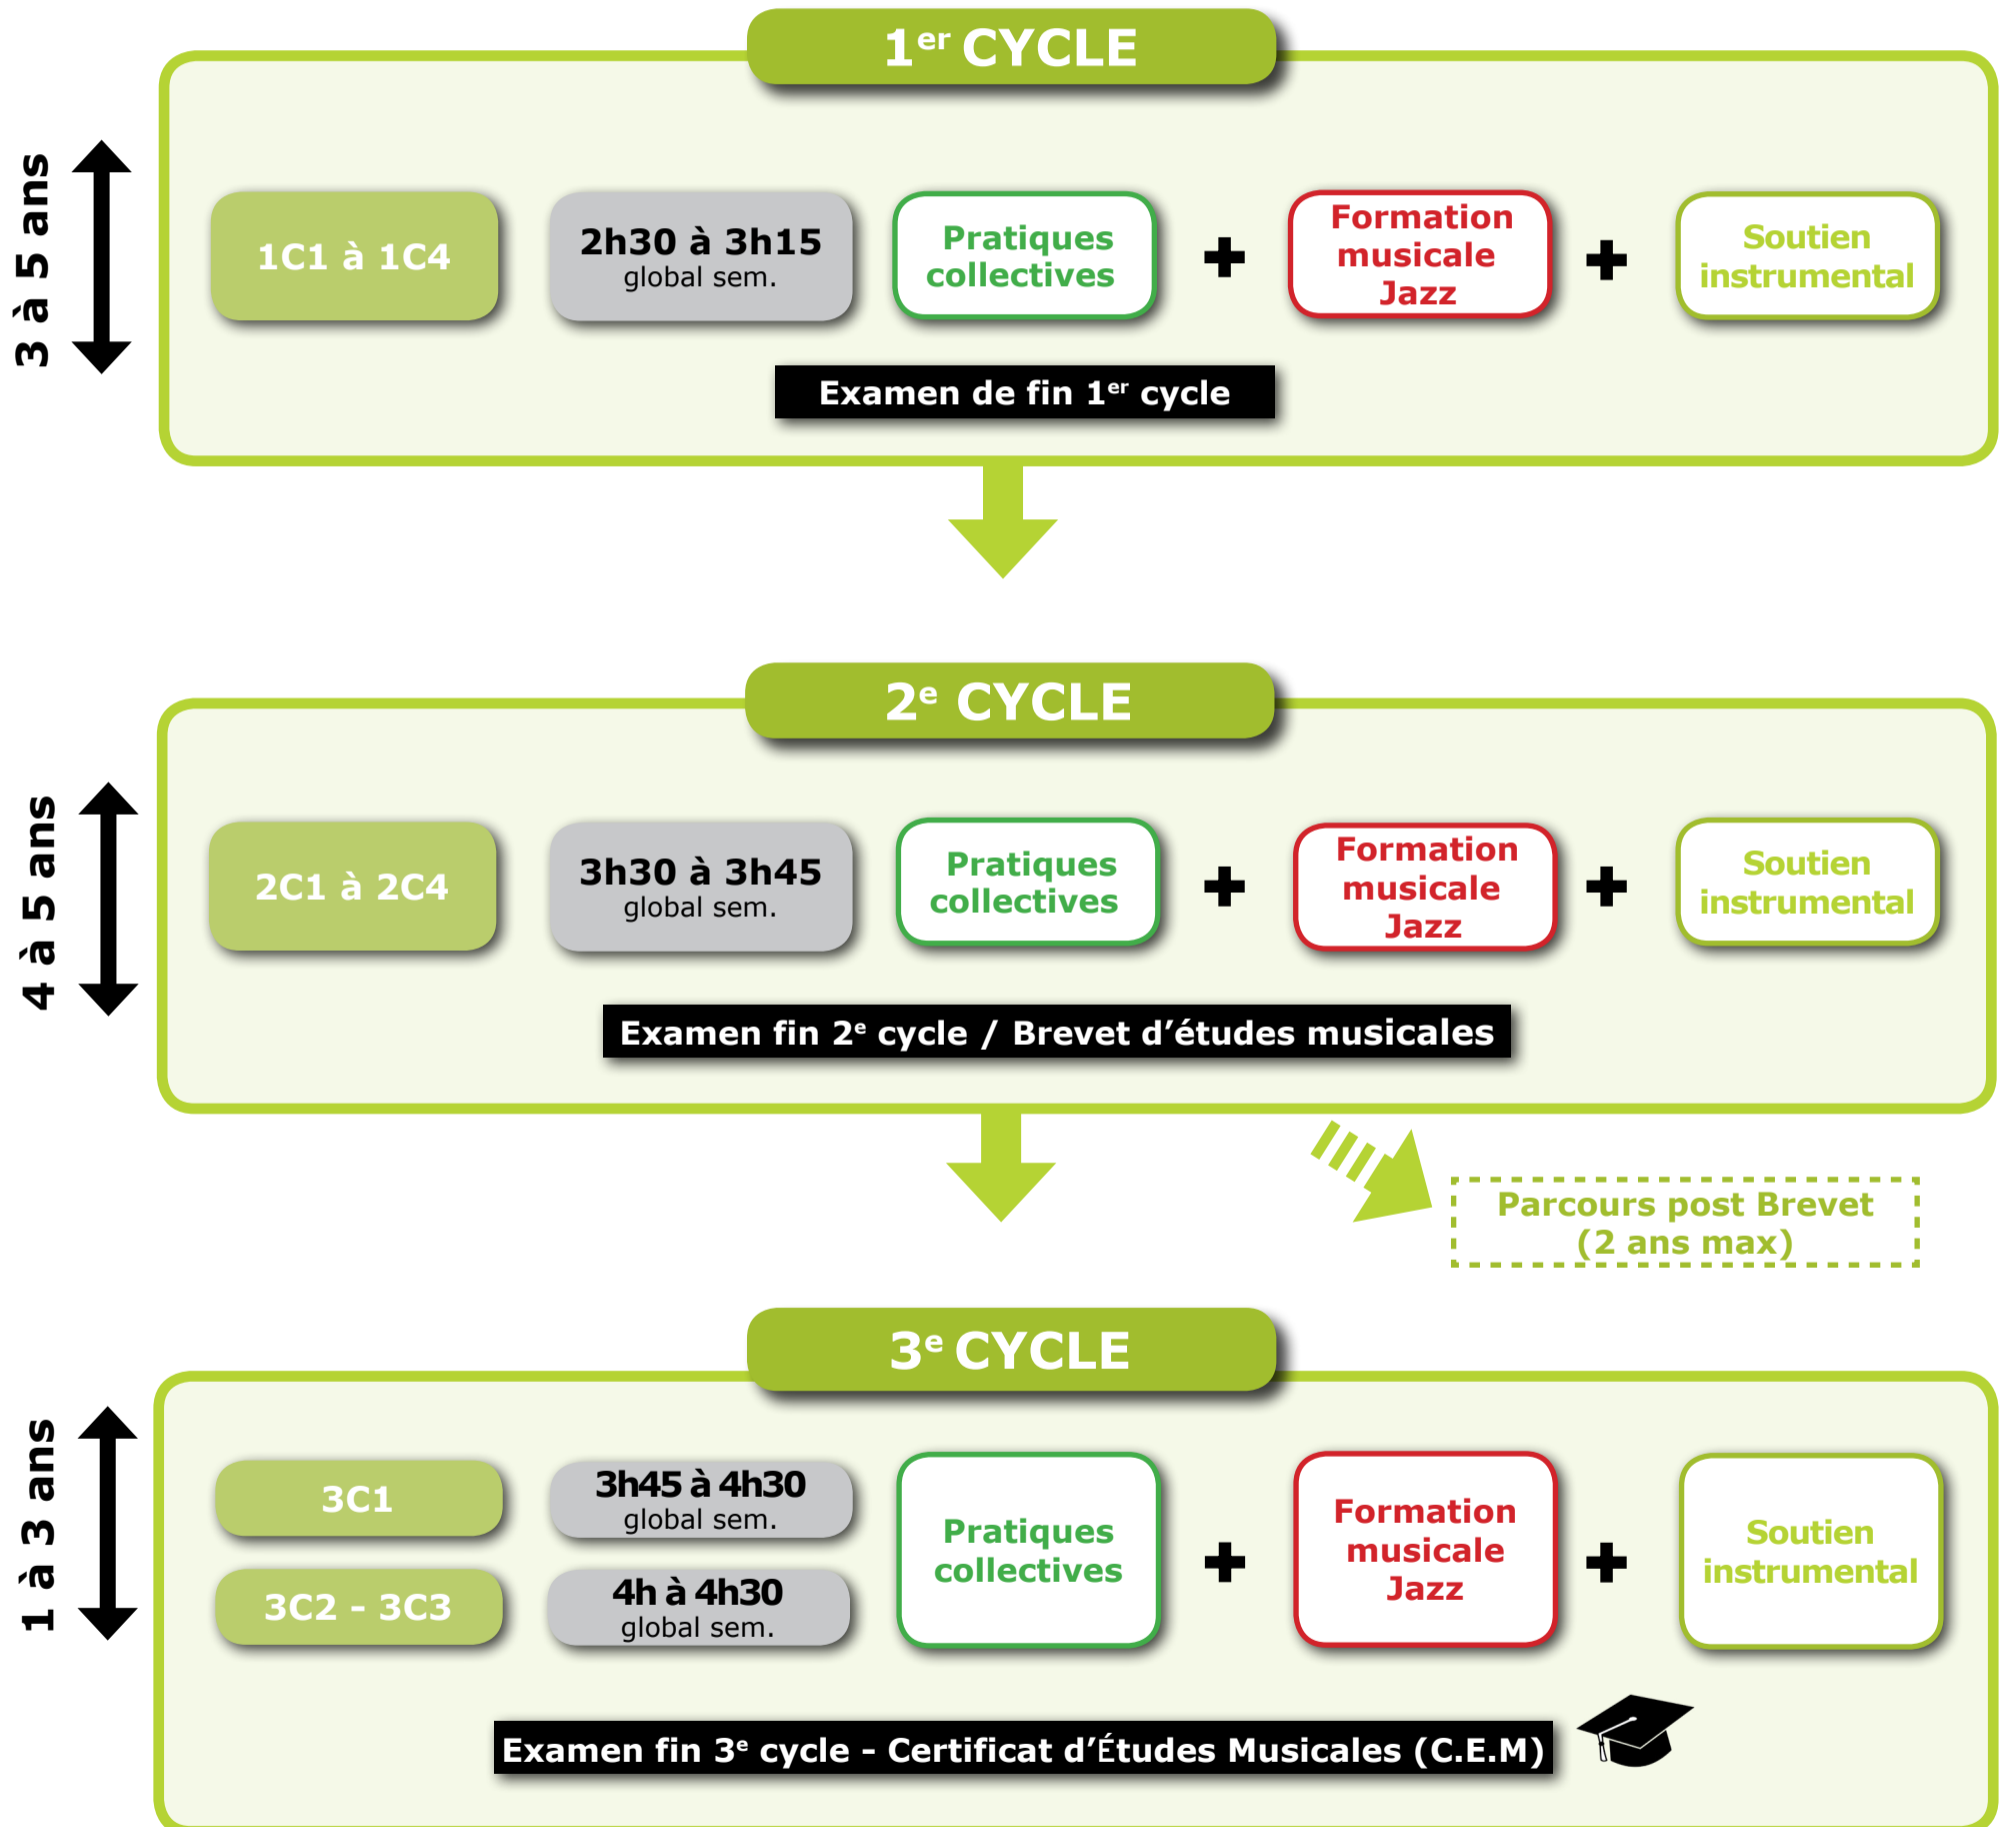 1er CYCLE
3 à 5 ans
1C1 à 1C4
2h30 à 3h15
global sem.
Pratiques
collectives
+
Formation
musicale
Jazz
+
Soutien
instrumental
Examen de fin 1er cycle
2e CYCLE
4 à 5 ans
2C1 à 2C4
3h30 à 3h45
global sem.
Pratiques
collectives
+
Formation
musicale
Jazz
+
Soutien
instrumental
Examen fin 2e cycle / Brevet d’études musicales
Parcours post Brevet
(2 ans max)
3e CYCLE
1 à 3 ans
3C1
3h45 à 4h30
global sem.
3C2 - 3C3
4h à 4h30
global sem.
Pratiques
collectives
+
Formation
musicale
Jazz
+
Soutien
instrumental
Examen fin 3e cycle - Certificat d’Études Musicales (C.E.M)